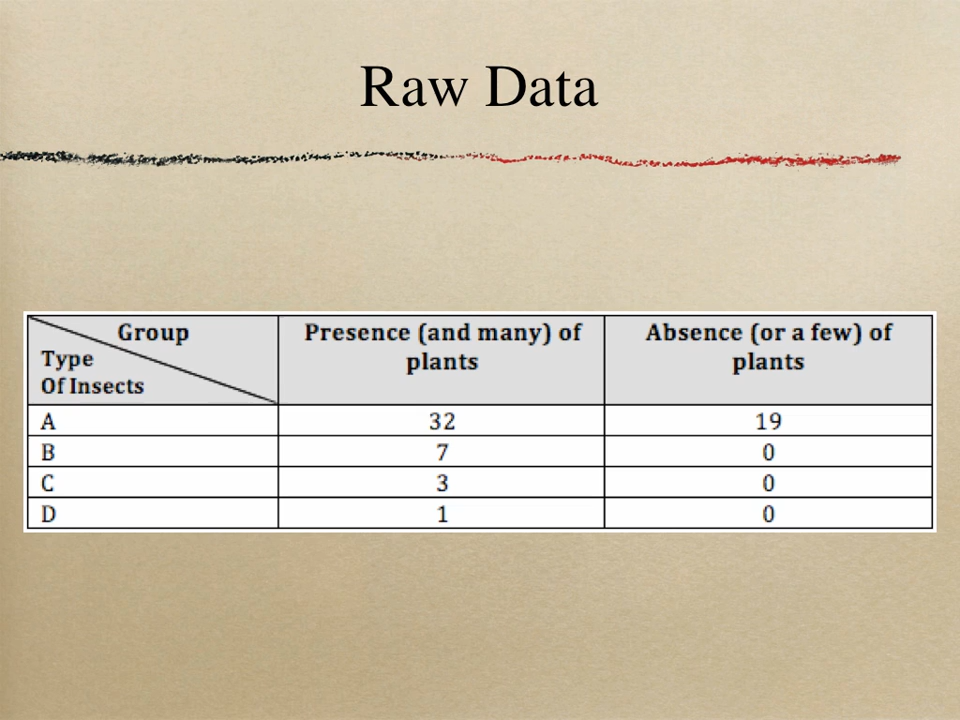 Raw Data
Group
Type
Of Insects
Presence (and many) of
plants
Absence (or a few) of
plants
A 32 19
B 7 0
C 3 0
D 1 0